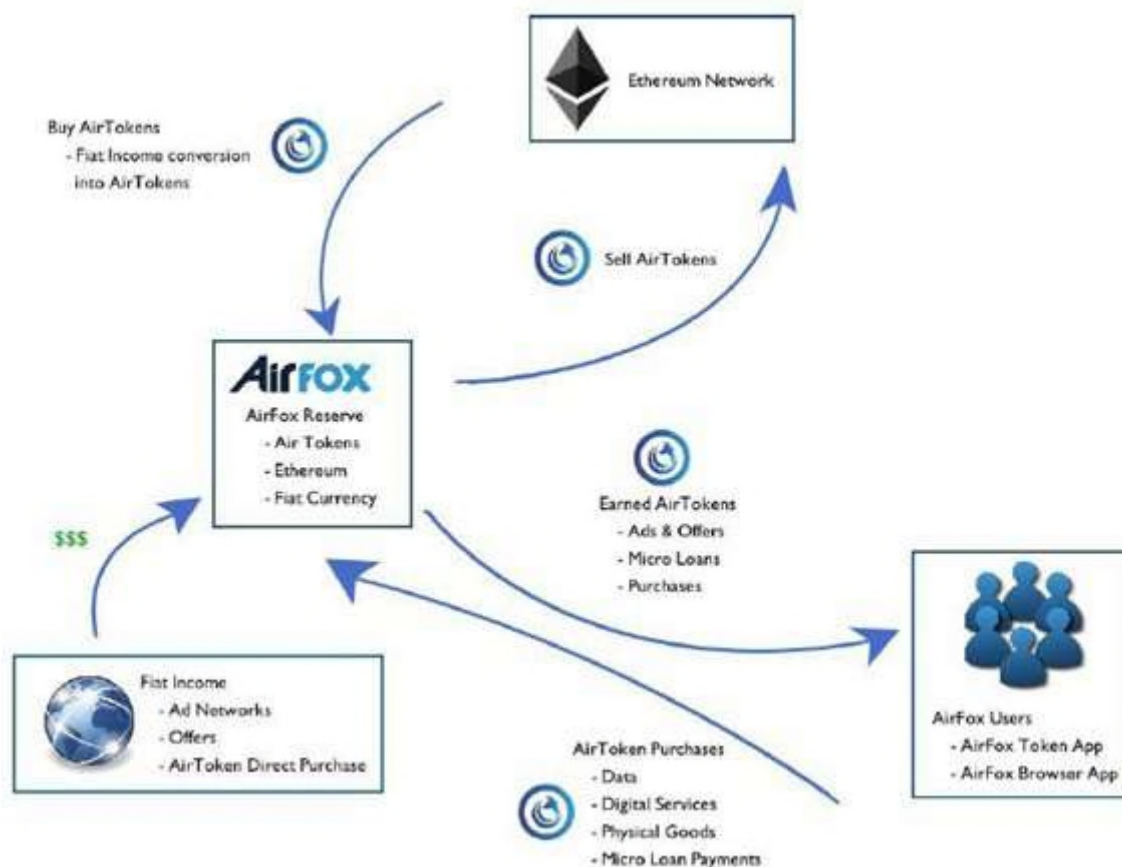 Ethereum Network
Buy AirTokens
- Fiat Income conversion
into AirTokens
Sell AirTokens
AirFOX
AirFox Reserve
- Air Tokens
- Ethereum
- Fiat Currency
Earned AirTokens
- Ads & Offers
- Micro Loans
- Purchases
$$$
Fiat Income
- Ad Networks
- Offers
- AirToken Direct Purchase
AirFox Users
- AirFox Token App
- AirFox Browser App
AirToken Purchases
- Data
- Digital Services
- Physical Goods
- Micro Loan Payments